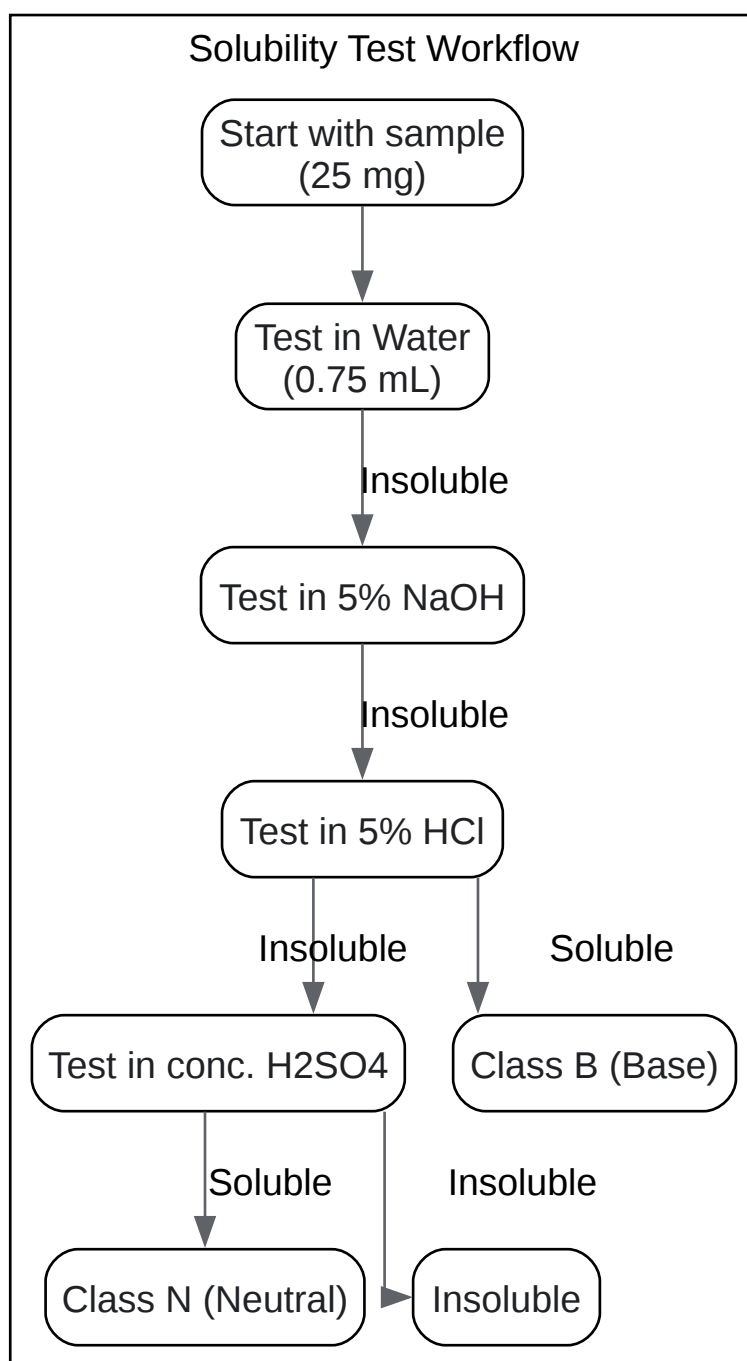 Solubility Test Workflow
Start with sample
(25 mg)
Test in Water
(0.75 mL)
Insoluble
Test in 5% NaOH
Insoluble
Test in 5% HCl
Insoluble
Soluble
Test in conc. H2SO4
Class B (Base)
Soluble
Insoluble
Class N (Neutral)
Insoluble